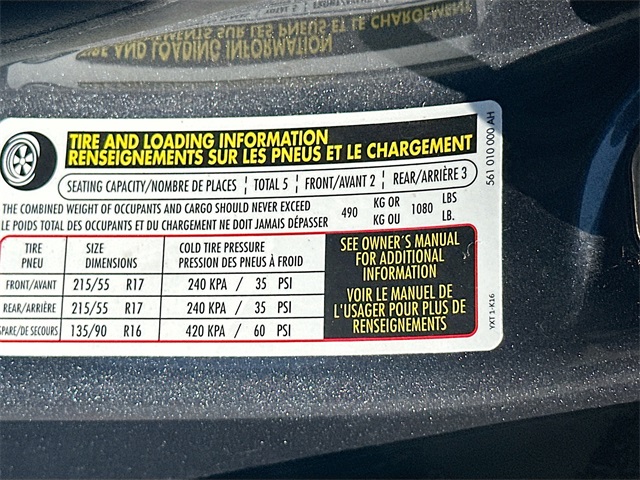 TIRE AND LOADING INFORMATION
RENSEIGNEMENTS SUR LES PNEUS ET LE CHARGEMENT
SEATING CAPACITY/NOMBRE DE PLACES | TOTAL 5 | FRONT/AVANT 2 | REAR/ARRIÈRE 3
THE COMBINED WEIGHT OF OCCUPANTS AND CARGO SHOULD NEVER EXCEED 490 KG OR 1080 LBS
LE POIDS TOTAL DES OCCUPANTS ET DU CHARGEMENT NE DOIT JAMAIS DÉPASSER KG OU LB.
TIRE SIZE COLD TIRE PRESSURE
PNEU DIMENSIONS PRESSION DES PNEUS À FROID
FRONT/AVANT 215/55 R17 240 KPA / 35 PSI
REAR/ARRIÈRE 215/55 R17 240 KPA / 35 PSI
SPARE/DE SECOURS 135/90 R16 420 KPA / 60 PSI
SEE OWNER'S MANUAL
FOR ADDITIONAL
INFORMATION
VOIR LE MANUEL DE
L'USAGER POUR PLUS DE
RENSEIGNEMENTS
561 010 000 AH
YXT 1-K16